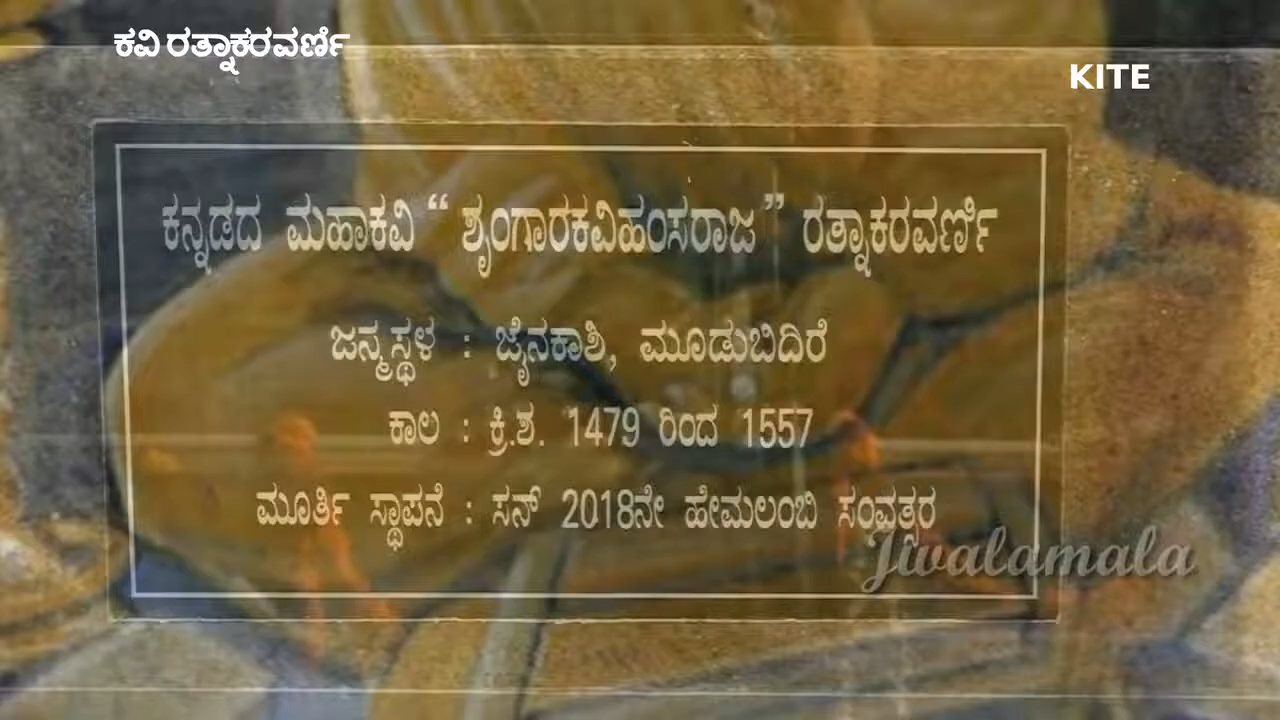 ಕವಿ ರತ್ನಾಕರವರ್ಣಿ
KITE
ಕನ್ನಡದ ಮಹಾಕವಿ “ ಶೃಂಗಾರಕವಿಹಂಸರಾಜ ” ರತ್ನಾಕರವರ್ಣಿ
ಜನ್ಮಸ್ಥಳ : ಜೈನಕಾಶಿ, ಮೂಡುಬಿದಿರೆ
ಕಾಲ : ಕ್ರಿ.ಶ. 1479 ರಿಂದ 1557
ಮೂರ್ತಿ ಸ್ಥಾಪನೆ : ಸನ್ 2018ನೇ ಹೇಮಲಂಬಿ ಸಂವತ್ಸರ
Jwalamala